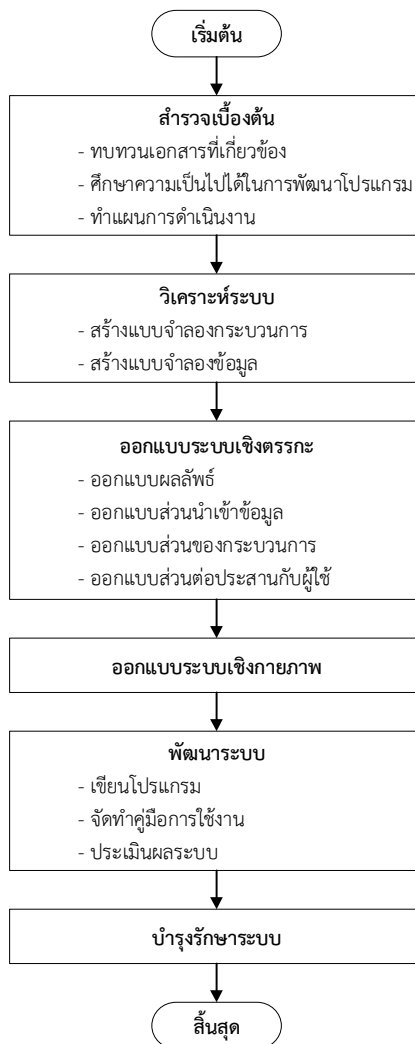 เริ่มต้น
สำรวจเบื้องต้น
- ทบทวนเอกสารที่เกี่ยวข้อง
- ศึกษาความเป็นไปได้ในการพัฒนาโปรแกรม
- ทำแผนการดำเนินงาน
วิเคราะห์ระบบ
- สร้างแบบจำลองกระบวนการ
- สร้างแบบจำลองข้อมูล
ออกแบบระบบเชิงตรรกะ
- ออกแบบผลลัพธ์
- ออกแบบส่วนนำเข้าข้อมูล
- ออกแบบส่วนของกระบวนการ
- ออกแบบส่วนต่อประสานกับผู้ใช้
ออกแบบระบบเชิงกายภาพ
พัฒนาระบบ
- เขียนโปรแกรม
- จัดทำคู่มือการใช้งาน
- ประเมินผลระบบ
บำรุงรักษาระบบ
สิ้นสุด